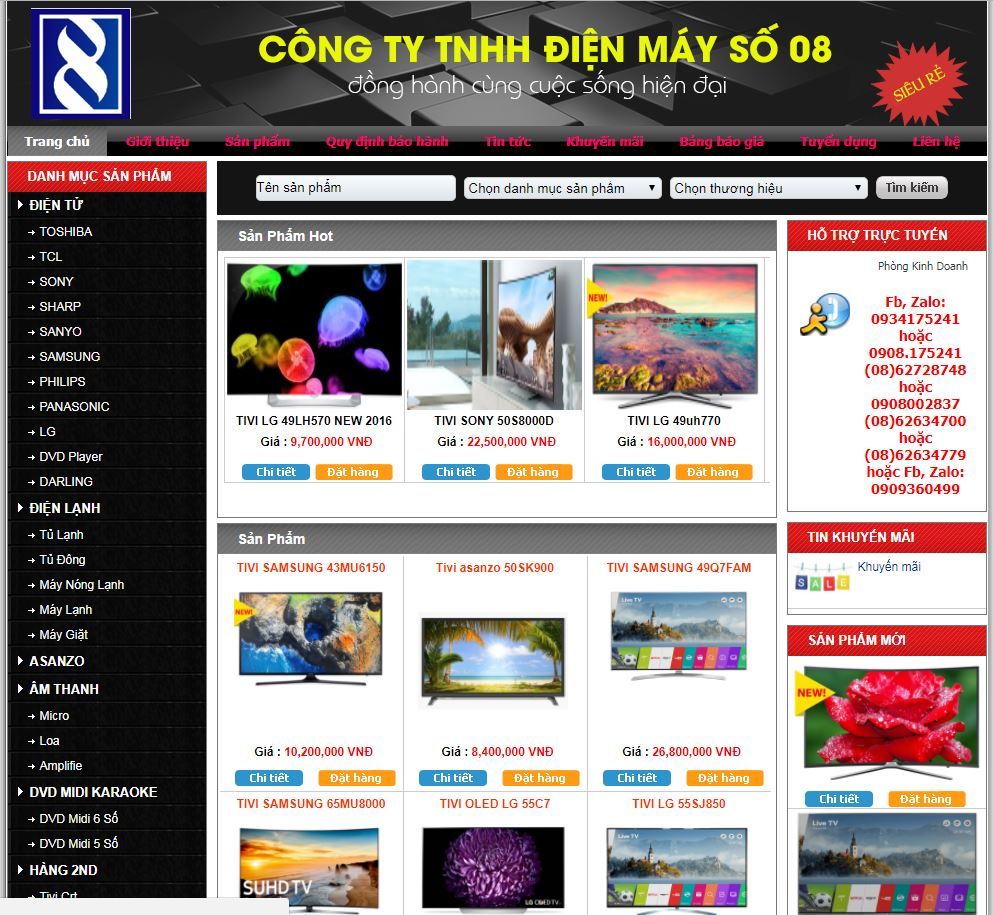 CÔNG TY TNHH ĐIỆN MÁY SỐ 08
đồng hành cùng cuộc sống hiện đại
SIÊU RẺ
Trang chủ Giới thiệu Sản phẩm Quy định bảo hành Tin tức Khuyến mãi Bảng báo giá Tuyển dụng Liên hệ
DANH MỤC SẢN PHẨM
ĐIỆN TỬ
TOSHIBA
TCL
SONY
SHARP
SANYO
SAMSUNG
PHILIPS
PANASONIC
LG
DVD Player
DARLING
ĐIỆN LẠNH
Tủ Lạnh
Tủ Đông
Máy Nóng Lạnh
Máy Lạnh
Máy Giặt
ASANZO
ÂM THANH
Micro
Loa
Amplifie
DVD MIDI KARAOKE
DVD Midi 6 Số
DVD Midi 5 Số
HÀNG 2ND
Tivi Crt
Tên sản phẩm Chọn danh mục sản phẩm Chọn thương hiệu Tìm kiếm
Sản Phẩm Hot
NEW!
TIVI LG 49LH570 NEW 2016 TIVI SONY 50S8000D TIVI LG 49uh770
Giá : 9,700,000 VNĐ Giá : 22,500,000 VNĐ Giá : 16,000,000 VNĐ
Chi tiết Đặt hàng Chi tiết Đặt hàng Chi tiết Đặt hàng
Sản Phẩm
TIVI SAMSUNG 43MU6150 Tivi asanzo 50SK900 TIVI SAMSUNG 49Q7FAM
NEW!
Live TV
Giá : 10,200,000 VNĐ Giá : 8,400,000 VNĐ Giá : 26,800,000 VNĐ
Chi tiết Đặt hàng Chi tiết Đặt hàng Chi tiết Đặt hàng
TIVI SAMSUNG 65MU8000 TIVI OLED LG 55C7 TIVI LG 55SJ850
Live TV
SUHD TV
LG OLED TV
HỖ TRỢ TRỰC TUYẾN
Phòng Kinh Doanh
Fb, Zalo:
0934175241
hoặc
0908.175241
(08)62728748
hoặc
0908002837
(08)62634700
hoặc
(08)62634779
hoặc Fb, Zalo:
0909360499
TIN KHUYẾN MÃI
SALE
Khuyến mãi
SẢN PHẨM MỚI
NEW!
Chi tiết Đặt hàng
Live TV